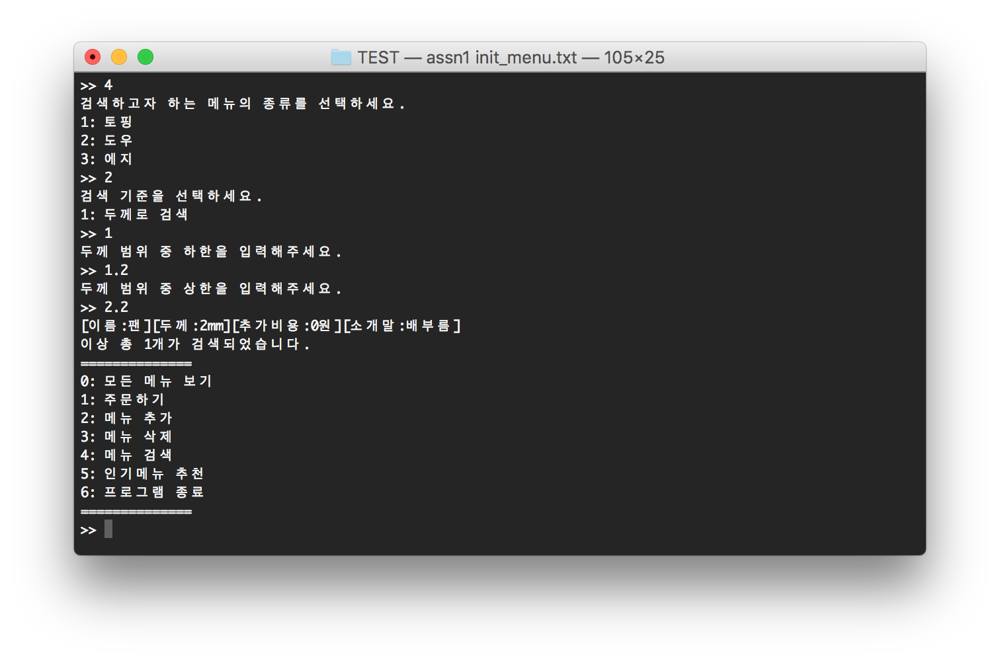 TEST — assn1 init_menu.txt — 105×25
>> 4
검색하고자 하는 메뉴의 종류를 선택하세요.
1: 토핑
2: 도우
3: 에지
>> 2
검색 기준을 선택하세요.
1: 두께로 검색
>> 1
두께 범위 중 하한을 입력해주세요.
>> 1.2
두께 범위 중 상한을 입력해주세요.
>> 2.2
[이름:팬][두께:2mm][추가비용:0원][소개말:배부름]
이상 총 1개가 검색되었습니다.
==============
0: 모든 메뉴 보기
1: 주문하기
2: 메뉴 추가
3: 메뉴 삭제
4: 메뉴 검색
5: 인기메뉴 추천
6: 프로그램 종료
==============
>>